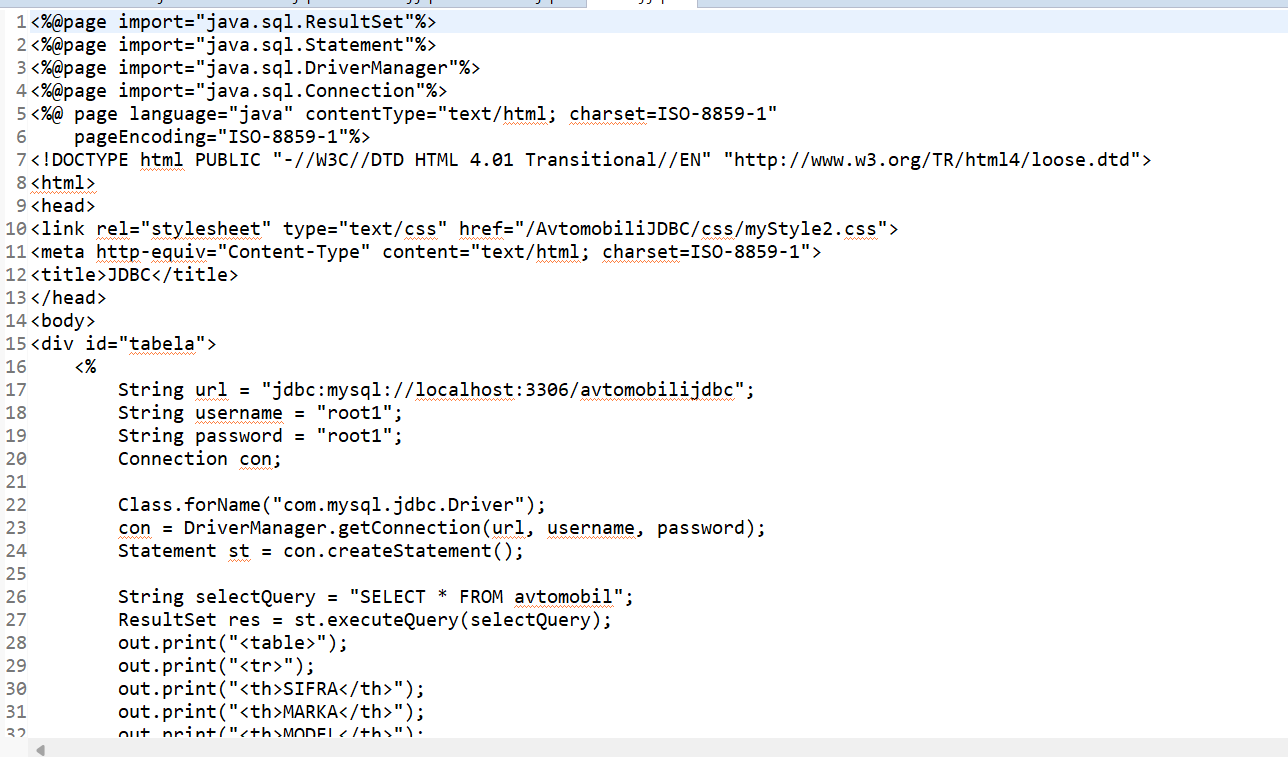 1 <%@page import="java.sql.ResultSet"%>
2 <%@page import="java.sql.Statement"%>
3 <%@page import="java.sql.DriverManager"%>
4 <%@page import="java.sql.Connection"%>
5 <%@ page language="java" contentType="text/html; charset=ISO-8859-1"
6     pageEncoding="ISO-8859-1"%>
7 <!DOCTYPE html PUBLIC "-//W3C//DTD HTML 4.01 Transitional//EN" "http://www.w3.org/TR/html4/loose.dtd">
8 <html>
9 <head>
10 <link rel="stylesheet" type="text/css" href="/AvtomobiliJDBC/css/myStyle2.css">
11 <meta http-equiv="Content-Type" content="text/html; charset=ISO-8859-1">
12 <title>JDBC</title>
13 </head>
14 <body>
15 <div id="tabela">
16     <%
17         String url = "jdbc:mysql://localhost:3306/avtomobilijdbc";
18         String username = "root1";
19         String password = "root1";
20         Connection con;
21
22         Class.forName("com.mysql.jdbc.Driver");
23         con = DriverManager.getConnection(url, username, password);
24         Statement st = con.createStatement();
25
26         String selectQuery = "SELECT * FROM avtomobil";
27         ResultSet res = st.executeQuery(selectQuery);
28         out.print("<table>");
29         out.print("<tr>");
30         out.print("<th>SIFRA</th>");
31         out.print("<th>MARKA</th>");
32         out.print("<th>MODEL</th>");